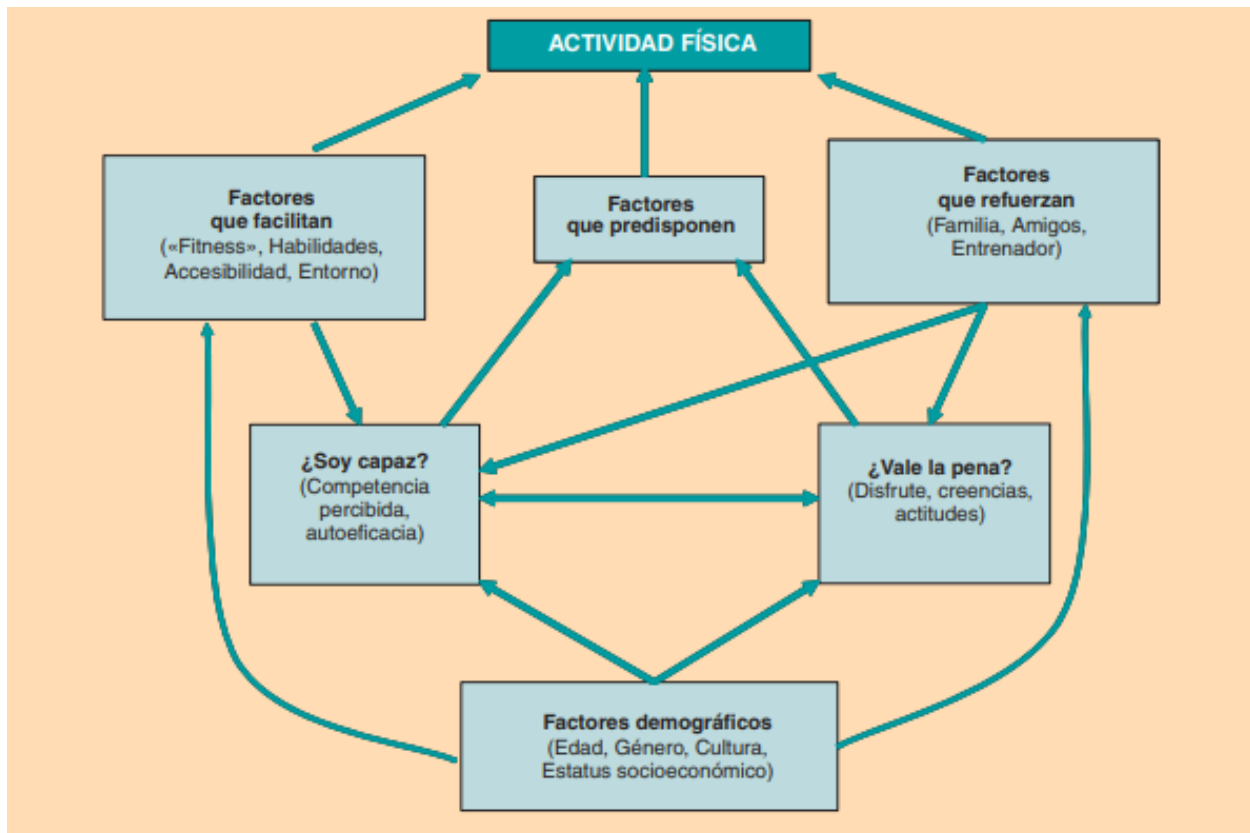 ACTIVIDAD FÍSICA
Factores
que facilitan
(«Fitness», Habilidades,
Accesibilidad, Entorno)
Factores
que predisponen
Factores
que refuerzan
(Familia, Amigos,
Entrenador)
¿Soy capaz?
(Competencia
percibida,
autoeficacia)
¿Vale la pena?
(Disfrute, creencias,
actitudes)
Factores demográficos
(Edad, Género, Cultura,
Estatus socioeconómico)